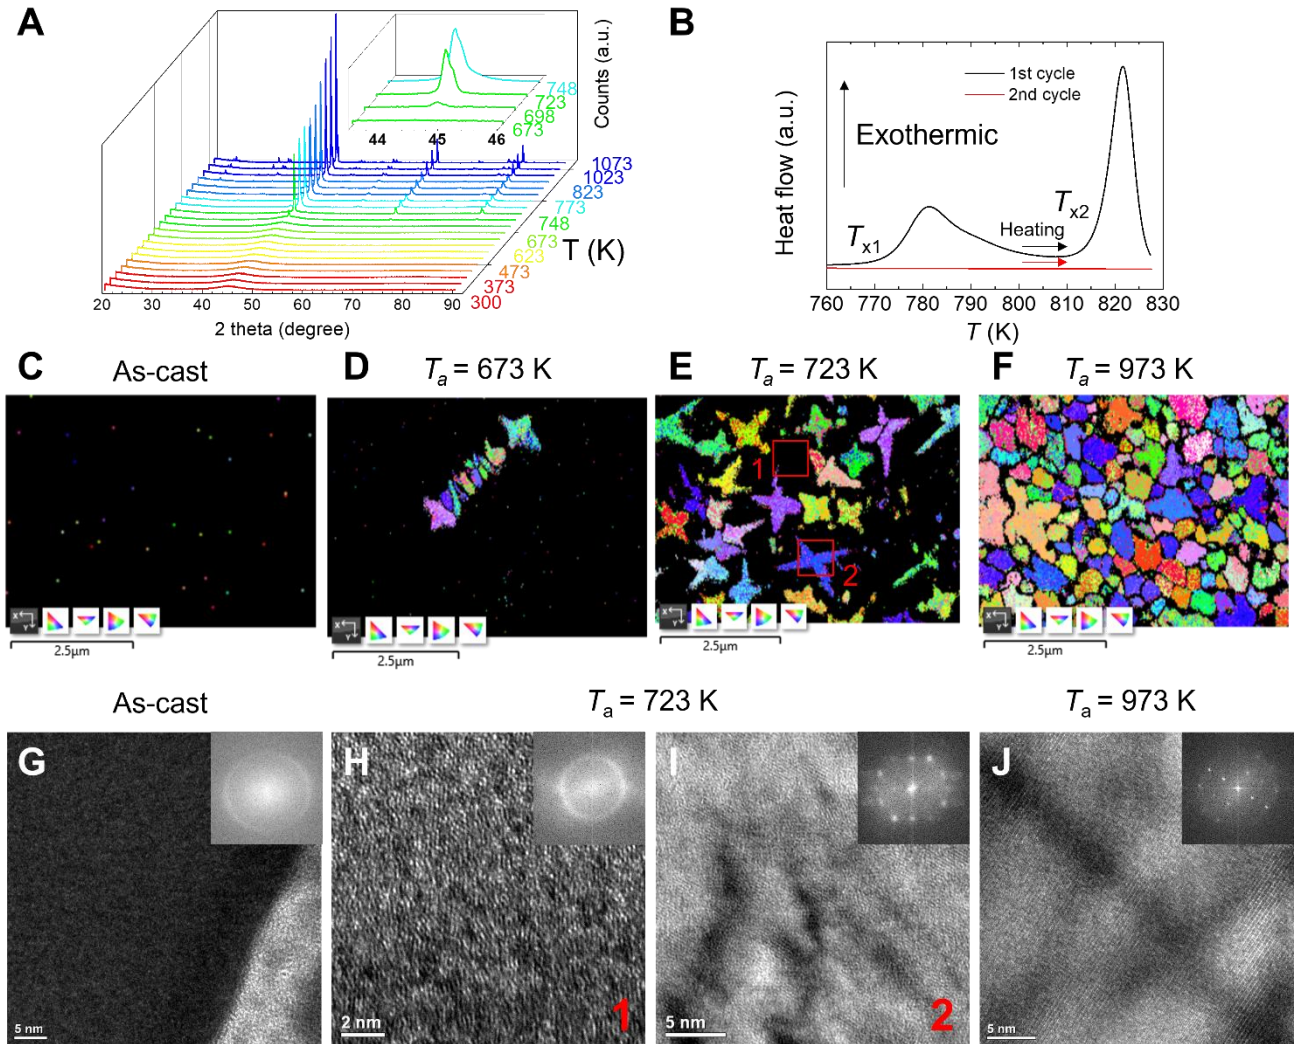 A
Counts (a.u.)
748
723
698
673
44 45 46
1073
1023
823
773
748
673
623
473
373
300
T (K)
20 30 40 50 60 70 80 90
2 theta (degree)
B
Heat flow (a.u.)
1st cycle
2nd cycle
Exothermic
Tx1
Heating
Tx2
760 770 780 790 800 810 820 830
T (K)
C As-cast
D Ta = 673 K
E Ta = 723 K
F Ta = 973 K
1
2
X
Y
2.5µm
X
Y
2.5µm
X
Y
2.5µm
X
Y
2.5µm
As-cast
Ta = 723 K
Ta = 973 K
G
5 nm
H
2 nm
1
I
5 nm
2
J
5 nm